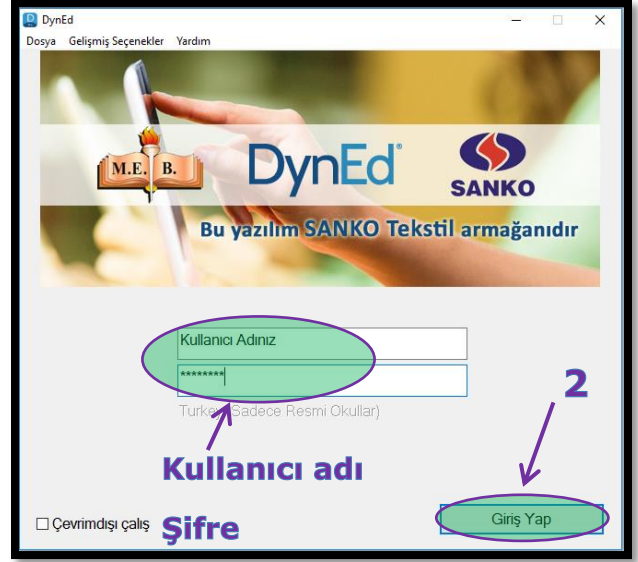 DynEd
Dosya Gelişmiş Seçenekler Yardım
M.E. B.
DynEd®
SANKO
Bu yazılım SANKO Tekstil armağanıdır
Kullanıcı Adınız
********
2
Turkey (Sadece Resmi Okullar)
Kullanıcı adı
Çevrimdışı çalış
Şifre
Giriş Yap